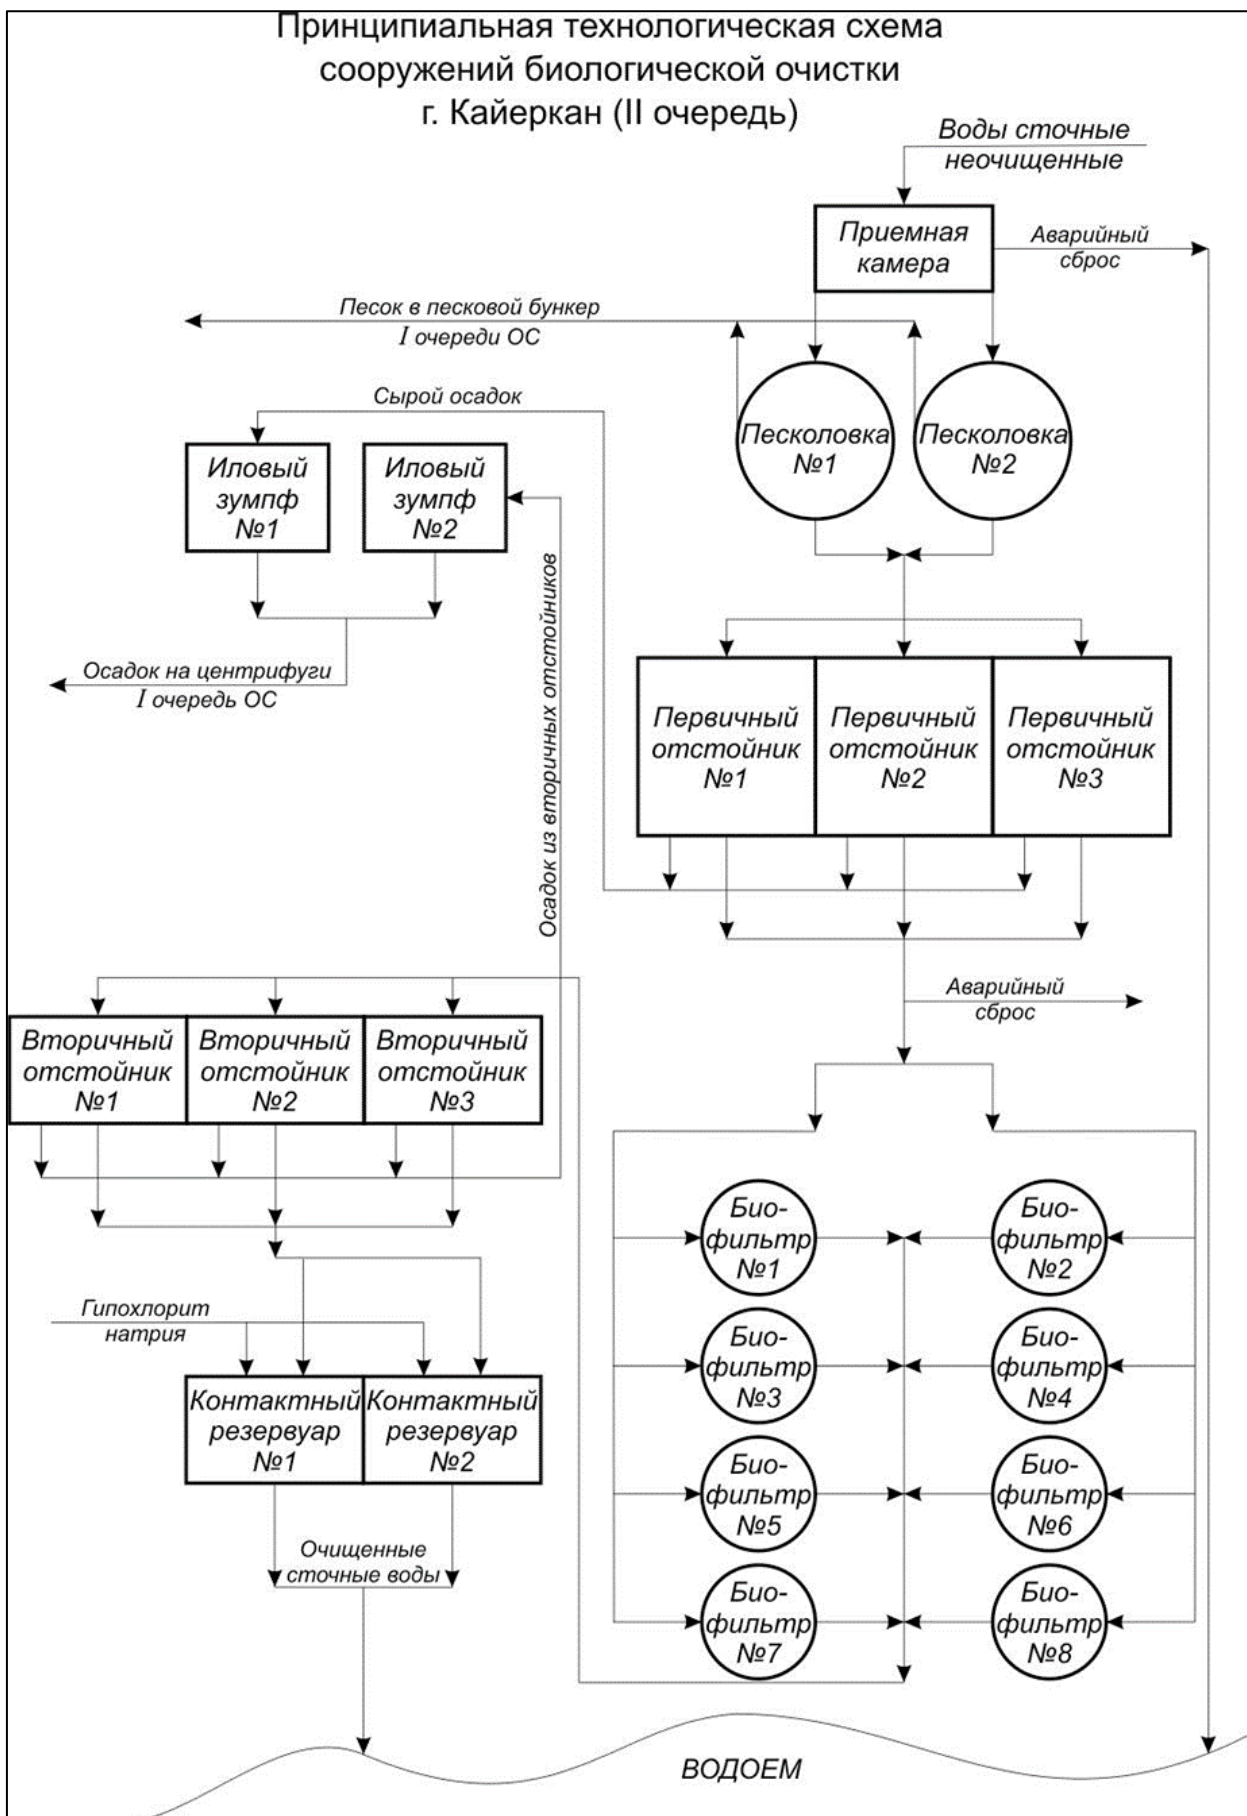 Принципиальная технологическая схема
сооружений биологической очистки
г. Кайеркан (II очередь)
Воды сточные
неочищенные
Приемная
камера
Аварийный
сброс
Песок в песковой бункер
I очереди ОС
Песколовка
№1
Песколовка
№2
Сырой осадок
Иловый
зумпф
№1
Иловый
зумпф
№2
Осадок на центрифуги
I очередь ОС
Осадок из вторичных отстойников
Первичный
отстойник
№1
Первичный
отстойник
№2
Первичный
отстойник
№3
Аварийный
сброс
Вторичный
отстойник
№1
Вторичный
отстойник
№2
Вторичный
отстойник
№3
Гипохлорит
натрия
Контактный
резервуар
№1
Контактный
резервуар
№2
Очищенные
сточные воды
Био-
фильтр
№1
Био-
фильтр
№2
Био-
фильтр
№3
Био-
фильтр
№4
Био-
фильтр
№5
Био-
фильтр
№6
Био-
фильтр
№7
Био-
фильтр
№8
ВОДОЕМ